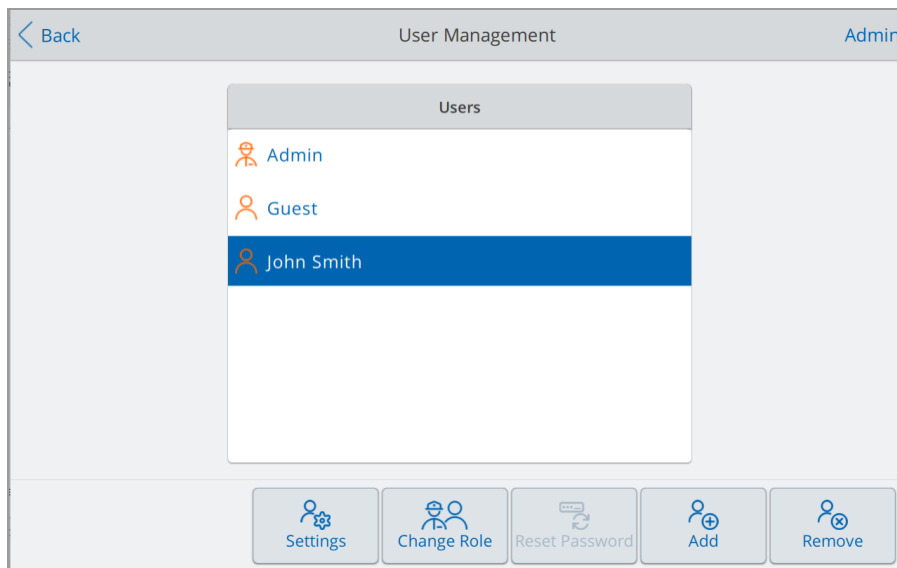 Back
User Management
Admin
Users
Admin
Guest
John Smith
Settings
Change Role
Reset Password
Add
Remove